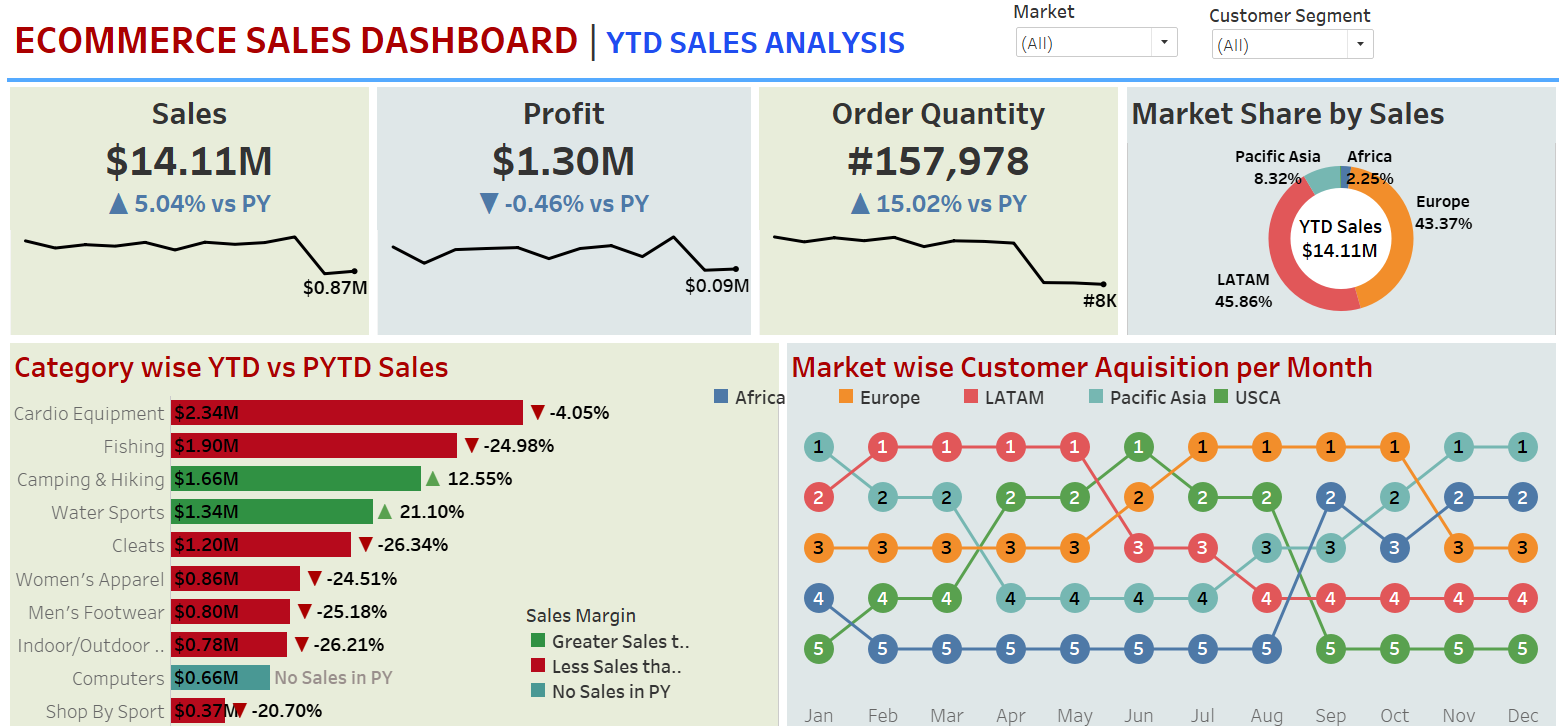 ECOMMERCE SALES DASHBOARD | YTD SALES ANALYSIS
Market
(All)
Customer Segment
(All)
Sales
$14.11M
▲ 5.04% vs PY
$0.87M
Profit
$1.30M
▼ -0.46% vs PY
$0.09M
Order Quantity
#157,978
▲ 15.02% vs PY
#8K
Market Share by Sales
Pacific Asia
8.32%
Africa
2.25%
Europe
43.37%
YTD Sales
$14.11M
LATAM
45.86%
Category wise YTD vs PYTD Sales
Cardio Equipment $2.34M ▼ -4.05%
Fishing $1.90M ▼ -24.98%
Camping & Hiking $1.66M ▲ 12.55%
Water Sports $1.34M ▲ 21.10%
Cleats $1.20M ▼ -26.34%
Women's Apparel $0.86M ▼ -24.51%
Men's Footwear $0.80M ▼ -25.18%
Indoor/Outdoor .. $0.78M ▼ -26.21%
Computers $0.66M No Sales in PY
Shop By Sport $0.37M ▼ -20.70%
Sales Margin
Greater Sales t..
Less Sales tha..
No Sales in PY
Market wise Customer Aquisition per Month
Africa Europe LATAM Pacific Asia USCA
1 1 1 1 1 1 1 1 1 1 1 1
2 2 2 2 2 2 2 2 2 2 2 2
3 3 3 3 3 3 3 3 3 3 3 3
4 4 4 4 4 4 4 4 4 4 4 4
5 5 5 5 5 5 5 5 5 5 5 5
Jan Feb Mar Apr May Jun Jul Aug Sep Oct Nov Dec